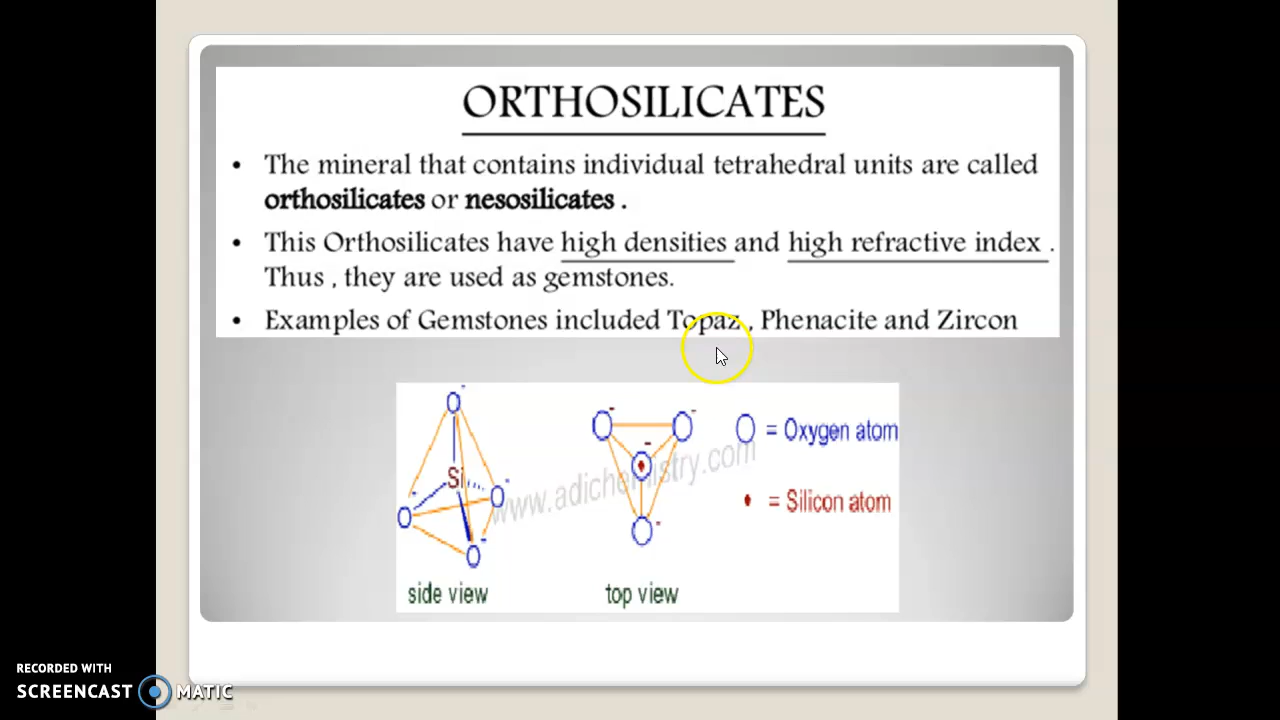 ORTHOSILICATES
• The mineral that contains individual tetrahedral units are called
orthosilicates or nesosilicates .
• This Orthosilicates have high densities and high refractive index .
Thus , they are used as gemstones.
• Examples of Gemstones included Topaz , Phenacite and Zircon
O-
Si
O-
O-
O-
side view
O-
O-
O-
O-
top view
O = Oxygen atom
• = Silicon atom
www.adichemistry.com
RECORDED WITH
SCREENCAST MATIC